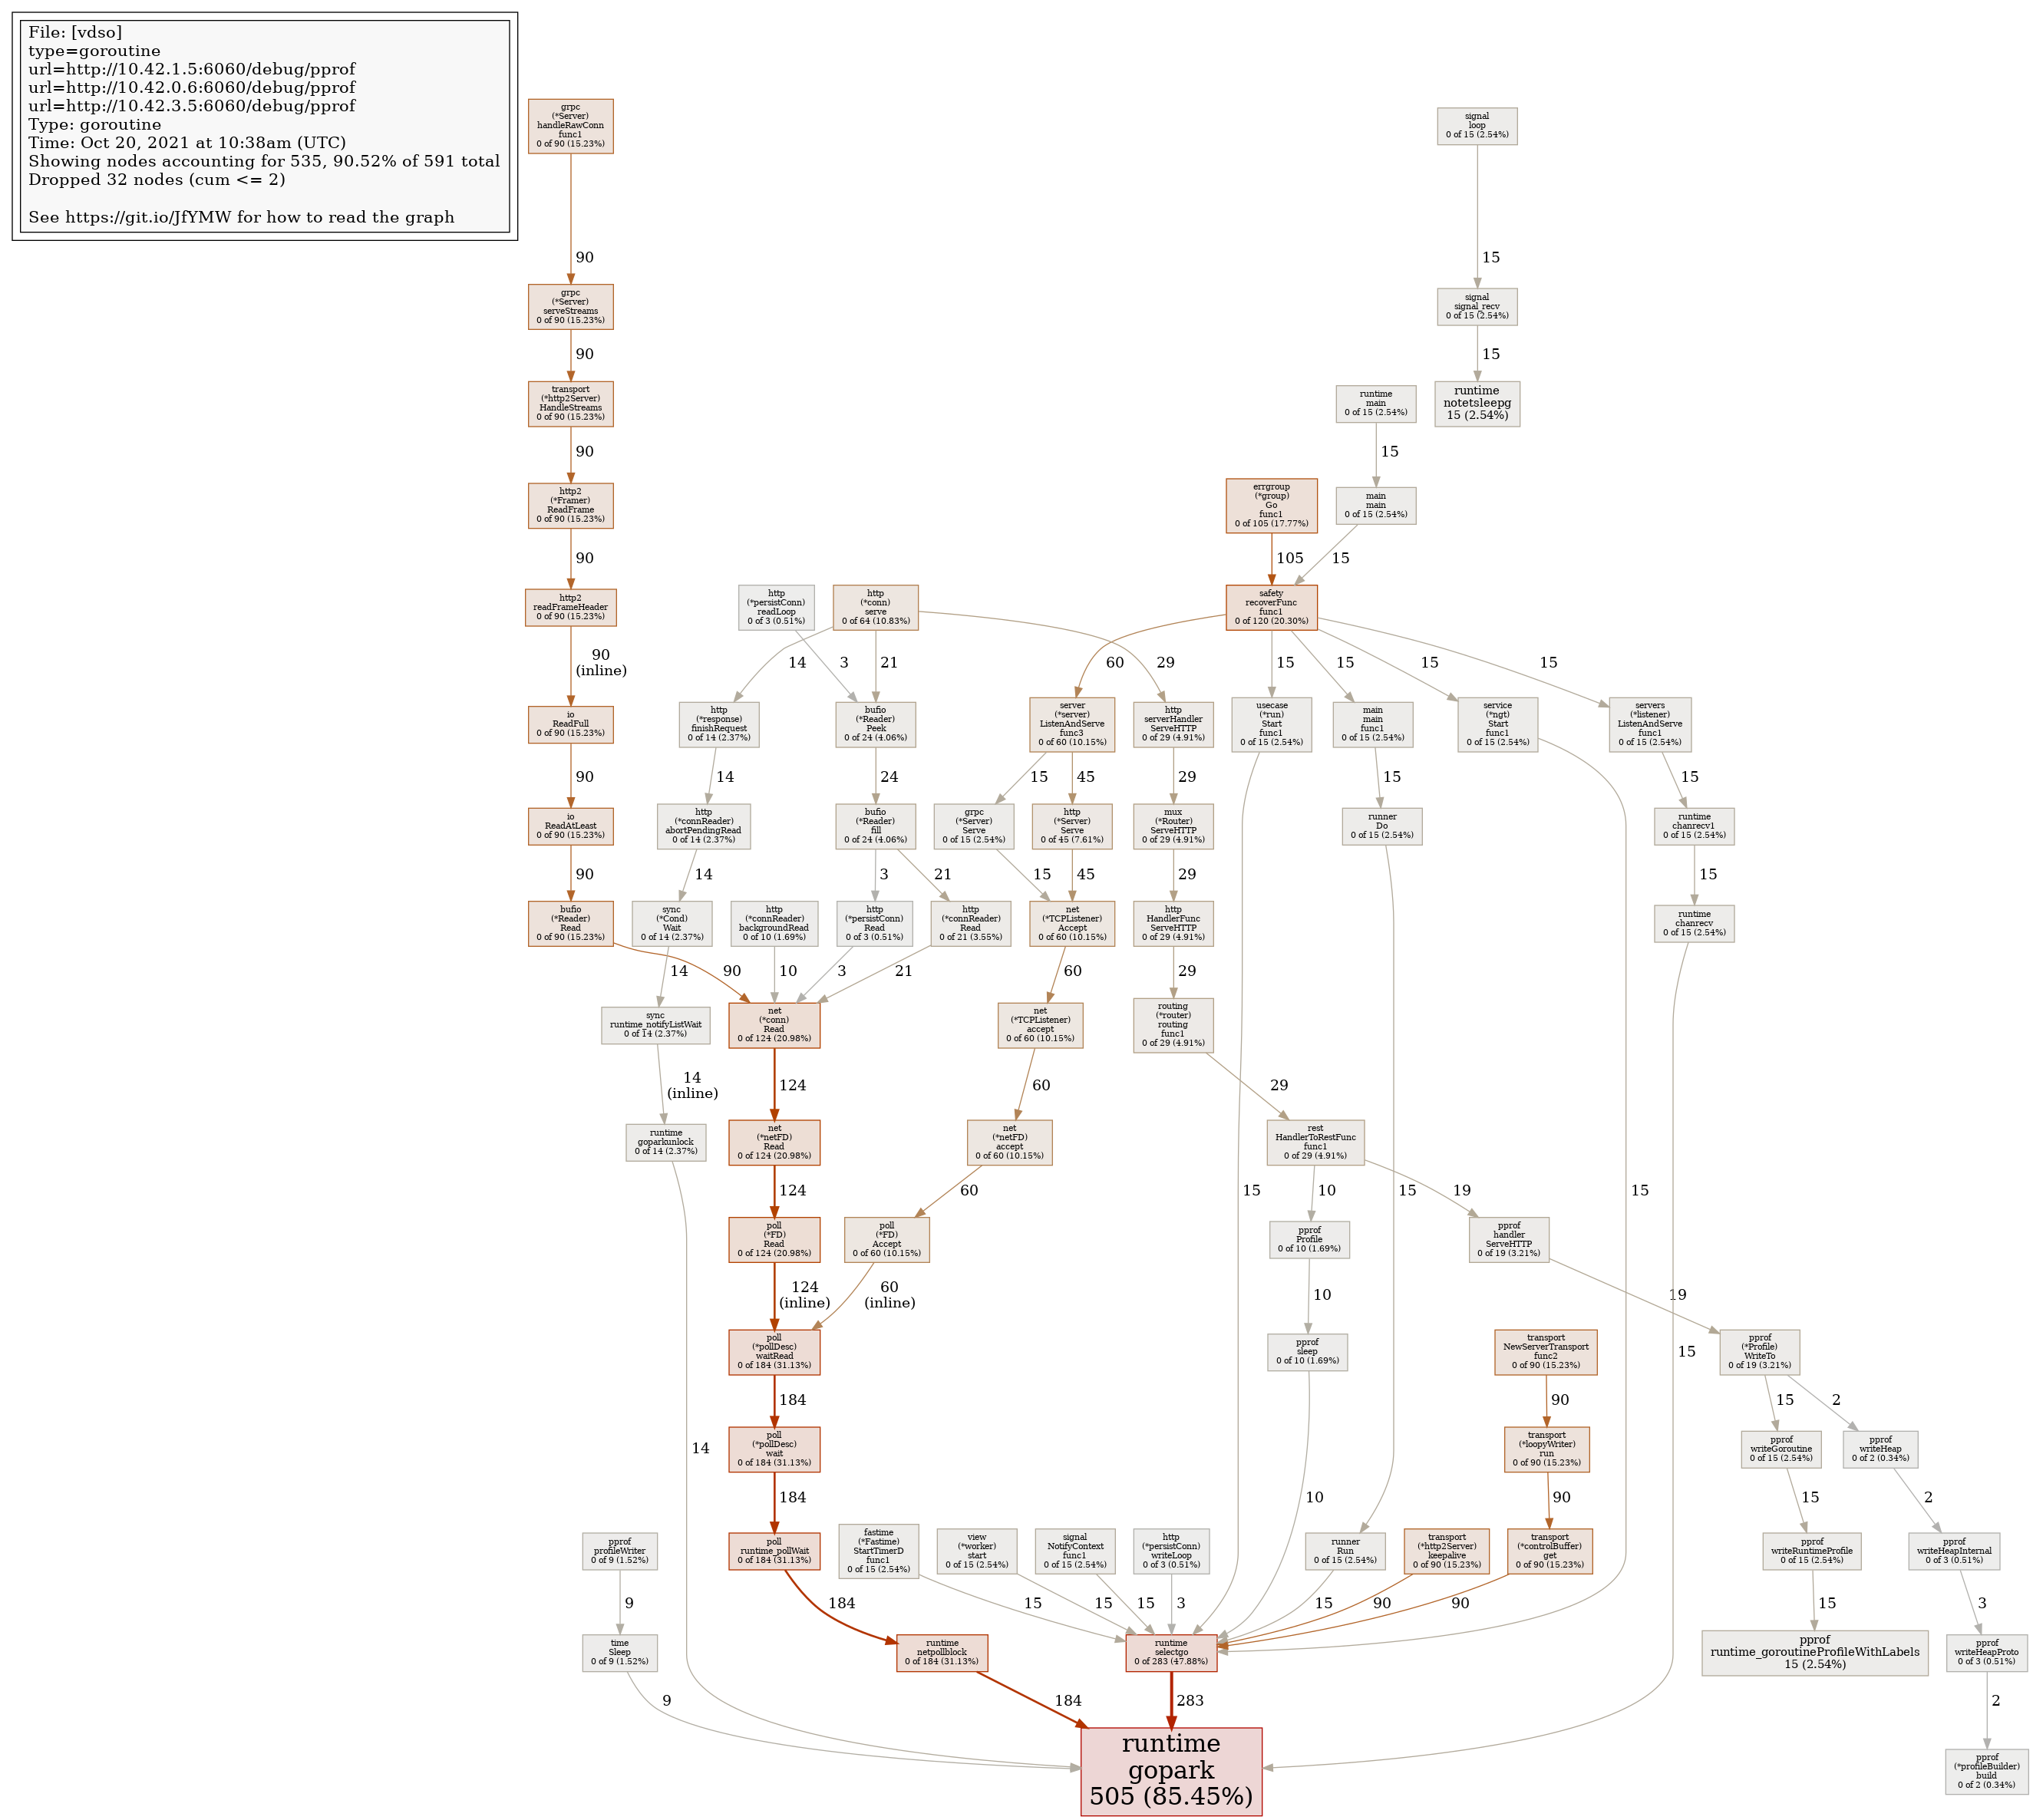 File: [vdso]
type=goroutine
url=http://10.42.1.5:6060/debug/pprof
url=http://10.42.0.6:6060/debug/pprof
url=http://10.42.3.5:6060/debug/pprof
Type: goroutine
Time: Oct 20, 2021 at 10:38am (UTC)
Showing nodes accounting for 535, 90.52% of 591 total
Dropped 32 nodes (cum <= 2)
See https://git.io/JfYMW for how to read the graph
grpc
(*Server)
handleRawConn
func1
0 of 90 (15.23%)
signal
loop
0 of 15 (2.54%)
90
15
grpc
(*Server)
serveStreams
0 of 90 (15.23%)
signal
signal_recv
0 of 15 (2.54%)
90
15
transport
(*http2Server)
HandleStreams
0 of 90 (15.23%)
runtime
main
0 of 15 (2.54%)
runtime
notetsleepg
15 (2.54%)
90
15
http2
(*Framer)
ReadFrame
0 of 90 (15.23%)
errgroup
(*group)
Go
func1
0 of 105 (17.77%)
main
main
0 of 15 (2.54%)
90
105
15
http2
readFrameHeader
0 of 90 (15.23%)
http
(*persistConn)
readLoop
0 of 3 (0.51%)
http
(*conn)
serve
0 of 64 (10.83%)
safety
recoverFunc
func1
0 of 120 (20.30%)
90
(inline)
14
3
21
29
60
15
15
15
15
io
ReadFull
0 of 90 (15.23%)
http
(*response)
finishRequest
0 of 14 (2.37%)
bufio
(*Reader)
Peek
0 of 24 (4.06%)
server
(*server)
ListenAndServe
func3
0 of 60 (10.15%)
http
serverHandler
ServeHTTP
0 of 29 (4.91%)
usecase
(*run)
Start
func1
0 of 15 (2.54%)
main
main
func1
0 of 15 (2.54%)
service
(*ngt)
Start
func1
0 of 15 (2.54%)
servers
(*listener)
ListenAndServe
func1
0 of 15 (2.54%)
90
14
24
15
45
29
15
15
io
ReadAtLeast
0 of 90 (15.23%)
http
(*connReader)
abortPendingRead
0 of 14 (2.37%)
bufio
(*Reader)
fill
0 of 24 (4.06%)
grpc
(*Server)
Serve
0 of 15 (2.54%)
http
(*Server)
Serve
0 of 45 (7.61%)
mux
(*Router)
ServeHTTP
0 of 29 (4.91%)
runner
Do
0 of 15 (2.54%)
runtime
chanrecv1
0 of 15 (2.54%)
90
14
3
21
15
45
29
15
bufio
(*Reader)
Read
0 of 90 (15.23%)
sync
(*Cond)
Wait
0 of 14 (2.37%)
http
(*connReader)
backgroundRead
0 of 10 (1.69%)
http
(*persistConn)
Read
0 of 3 (0.51%)
http
(*connReader)
Read
0 of 21 (3.55%)
net
(*TCPListener)
Accept
0 of 60 (10.15%)
http
HandlerFunc
ServeHTTP
0 of 29 (4.91%)
runtime
chanrecv
0 of 15 (2.54%)
14
90
10
3
21
60
29
sync
runtime_notifyListWait
0 of 14 (2.37%)
net
(*conn)
Read
0 of 124 (20.98%)
net
(*TCPListener)
accept
0 of 60 (10.15%)
routing
(*router)
routing
func1
0 of 29 (4.91%)
14
(inline)
124
60
29
runtime
goparkunlock
0 of 14 (2.37%)
net
(*netFD)
Read
0 of 124 (20.98%)
net
(*netFD)
accept
0 of 60 (10.15%)
rest
HandlerToRestFunc
func1
0 of 29 (4.91%)
124
60
15
10
15
19
15
poll
(*FD)
Read
0 of 124 (20.98%)
poll
(*FD)
Accept
0 of 60 (10.15%)
pprof
Profile
0 of 10 (1.69%)
pprof
handler
ServeHTTP
0 of 19 (3.21%)
124
(inline)
60
(inline)
10
19
poll
(*pollDesc)
waitRead
0 of 184 (31.13%)
pprof
sleep
0 of 10 (1.69%)
transport
NewServerTransport
func2
0 of 90 (15.23%)
15
pprof
(*Profile)
WriteTo
0 of 19 (3.21%)
184
90
15
2
14
poll
(*pollDesc)
wait
0 of 184 (31.13%)
transport
(*loopyWriter)
run
0 of 90 (15.23%)
pprof
writeGoroutine
0 of 15 (2.54%)
pprof
writeHeap
0 of 2 (0.34%)
184
10
90
15
2
pprof
profileWriter
0 of 9 (1.52%)
poll
runtime_pollWait
0 of 184 (31.13%)
fastime
(*Fastime)
StartTimerD
func1
0 of 15 (2.54%)
view
(*worker)
start
0 of 15 (2.54%)
signal
NotifyContext
func1
0 of 15 (2.54%)
http
(*persistConn)
writeLoop
0 of 3 (0.51%)
runner
Run
0 of 15 (2.54%)
transport
(*http2Server)
keepalive
0 of 90 (15.23%)
transport
(*controlBuffer)
get
0 of 90 (15.23%)
pprof
writeRuntimeProfile
0 of 15 (2.54%)
pprof
writeHeapInternal
0 of 3 (0.51%)
9
184
15
15
15
3
15
90
90
15
3
time
Sleep
0 of 9 (1.52%)
runtime
netpollblock
0 of 184 (31.13%)
runtime
selectgo
0 of 283 (47.88%)
pprof
runtime_goroutineProfileWithLabels
15 (2.54%)
pprof
writeHeapProto
0 of 3 (0.51%)
9
184
283
2
runtime
gopark
505 (85.45%)
pprof
(*profileBuilder)
build
0 of 2 (0.34%)